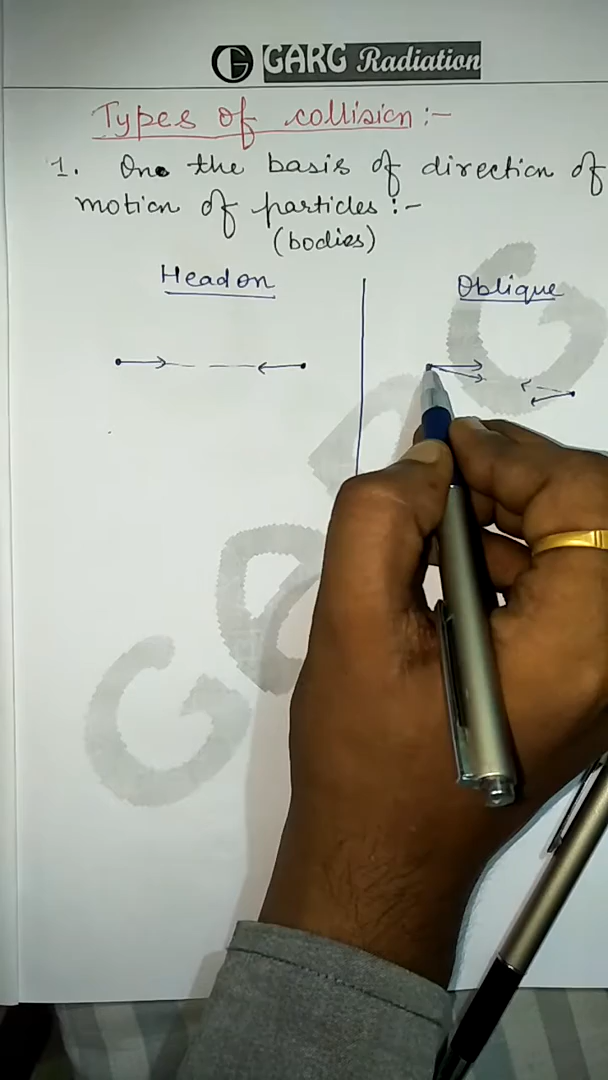 G GARG Radiation
Types of collision :-
1. On the basis of direction of
motion of particles :-
(bodies)
Head on
Oblique
GARG